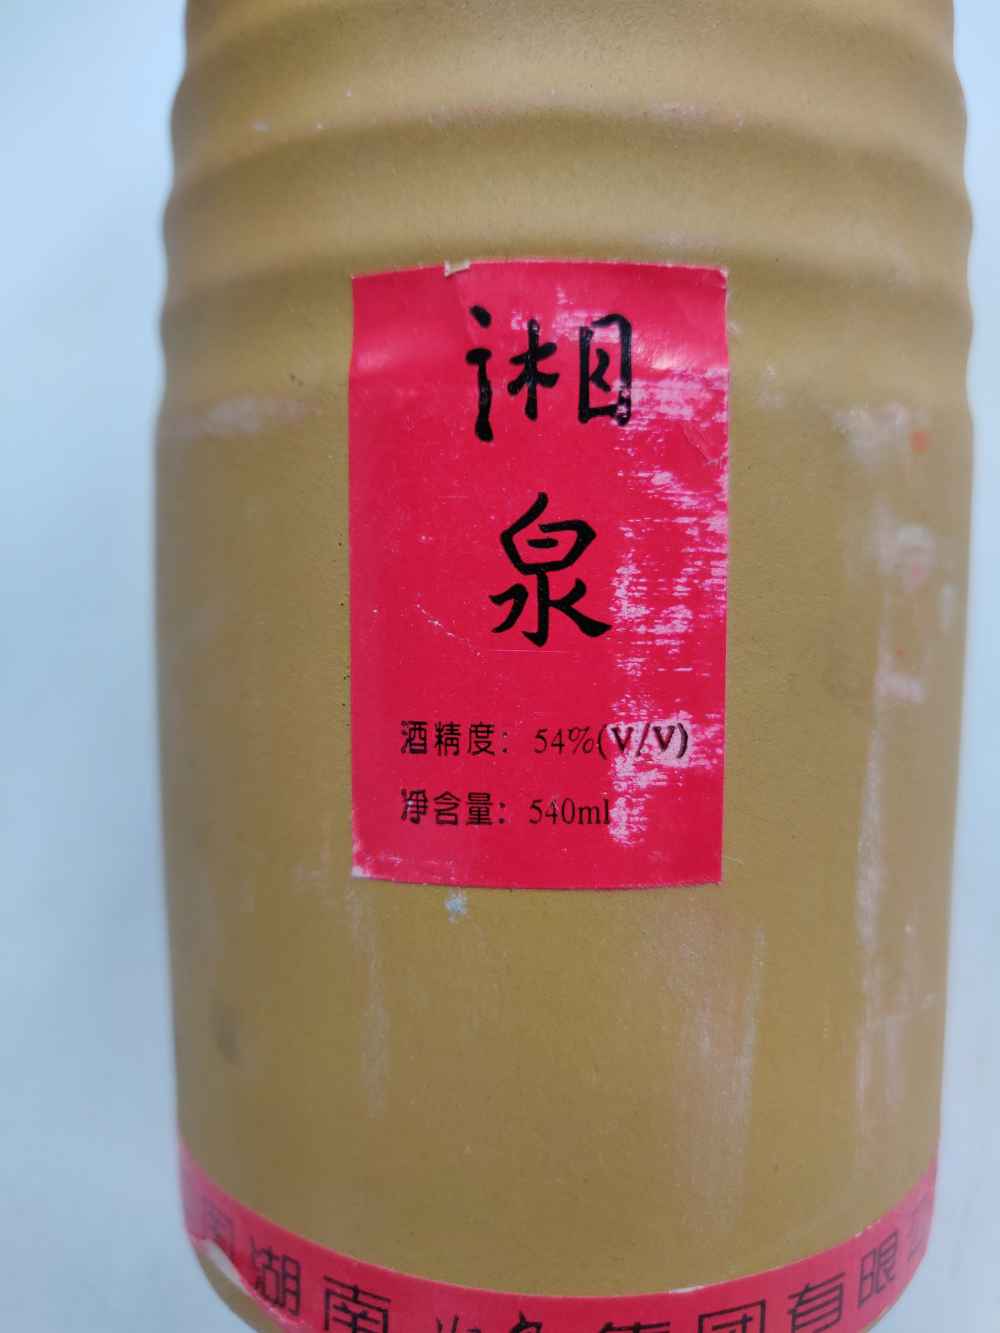 湘
泉
酒精度：54%(V/V)
净含量：540ml
湖南 集团有限